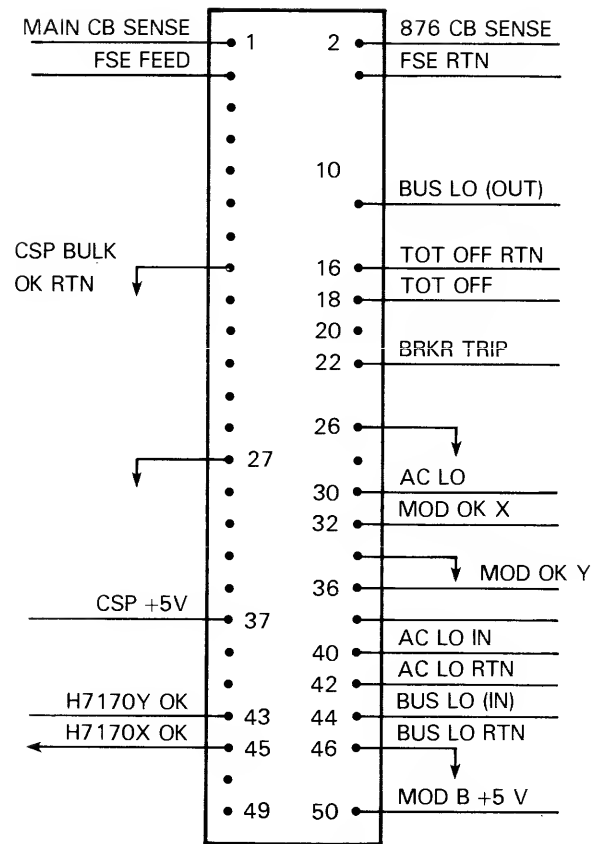 MAIN CB SENSE 1 2 876 CB SENSE
FSE FEED FSE RTN
10
BUS LO (OUT)
CSP BULK
OK RTN
16 TOT OFF RTN
18 TOT OFF
20
22 BRKR TRIP
26
27
30 AC LO
32 MOD OK X
36 MOD OK Y
CSP +5V 37
40 AC LO IN
42 AC LO RTN
H7170Y OK 43 44 BUS LO (IN)
H7170X OK 45 46 BUS LO RTN
49 50 MOD B +5 V